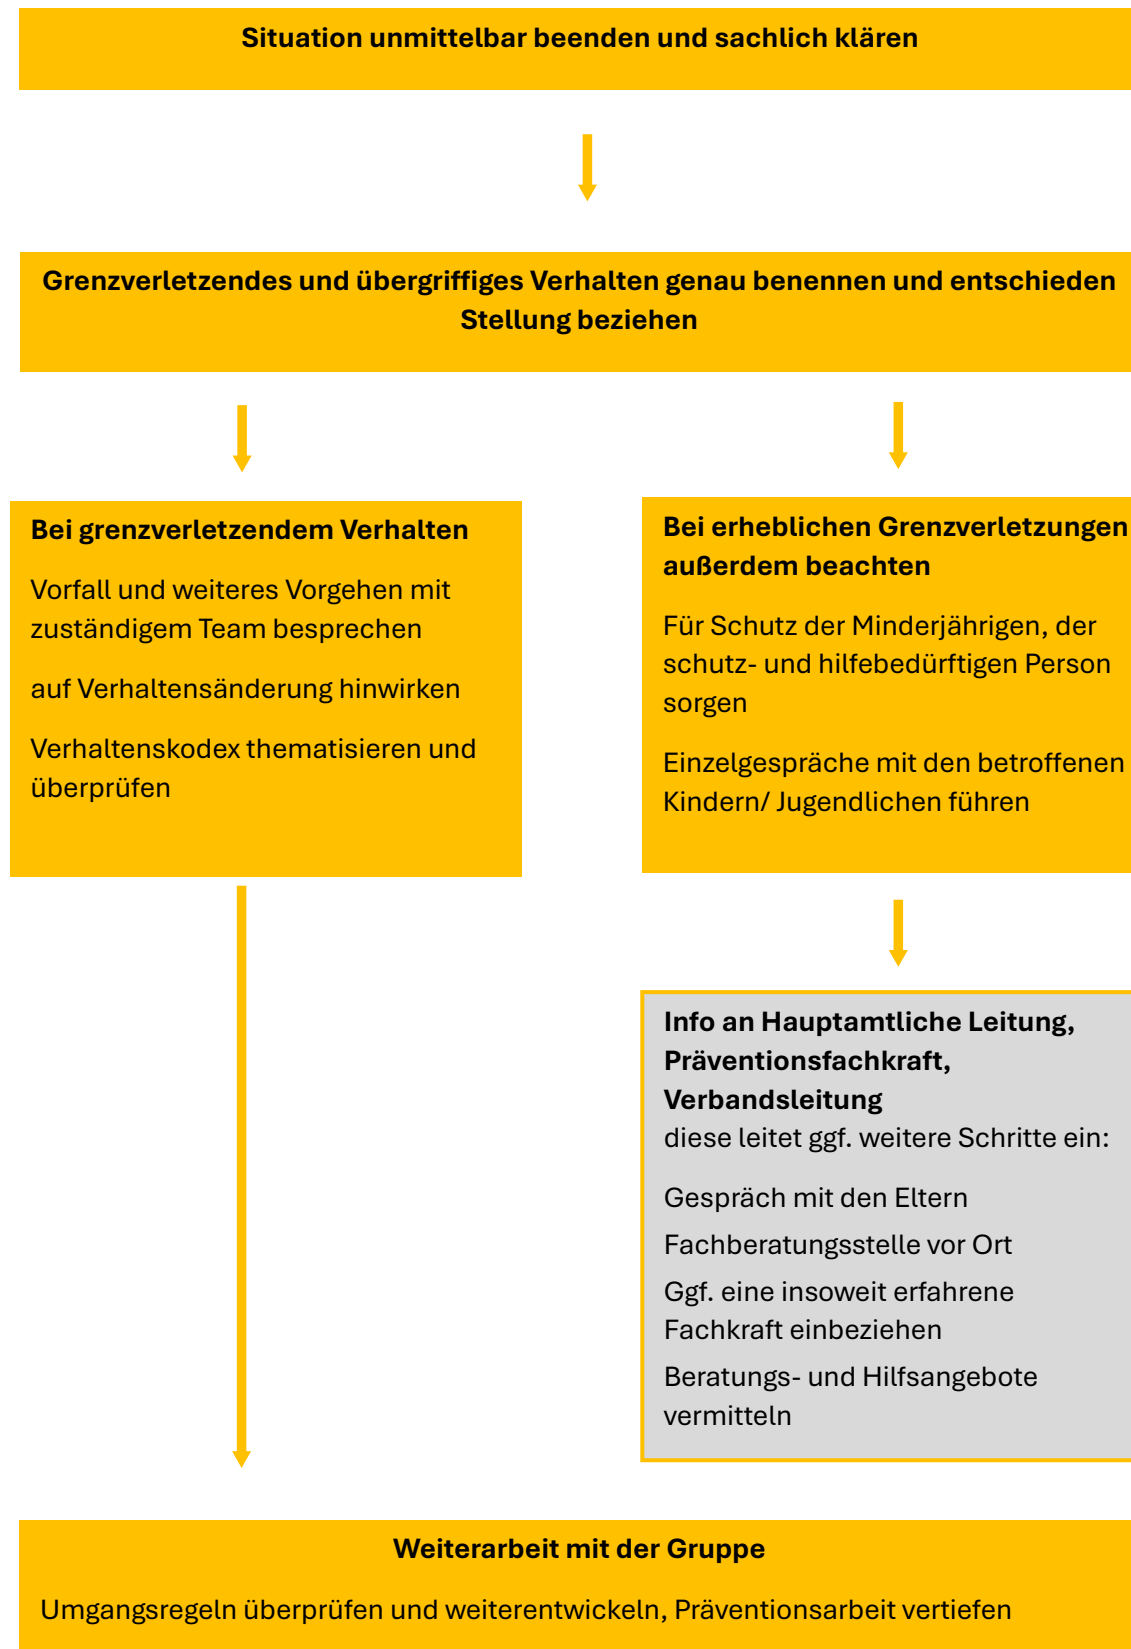 Situation unmittelbar beenden und sachlich klären
Grenzverletzendes und übergriffiges Verhalten genau benennen und entschieden
Stellung beziehen
Bei grenzverletzendem Verhalten
Vorfall und weiteres Vorgehen mit
zuständigem Team besprechen
auf Verhaltensänderung hinwirken
Verhaltenskodex thematisieren und
überprüfen
Bei erheblichen Grenzverletzungen
außerdem beachten
Für Schutz der Minderjährigen, der
schutz- und hilfebedürftigen Person
sorgen
Einzelgespräche mit den betroffenen
Kindern/ Jugendlichen führen
Info an Hauptamtliche Leitung,
Präventionsfachkraft,
Verbandsleitung
diese leitet ggf. weitere Schritte ein:
Gespräch mit den Eltern
Fachberatungsstelle vor Ort
Ggf. eine insoweit erfahrene
Fachkraft einbeziehen
Beratungs- und Hilfsangebote
vermitteln
Weiterarbeit mit der Gruppe
Umgangsregeln überprüfen und weiterentwickeln, Präventionsarbeit vertiefen